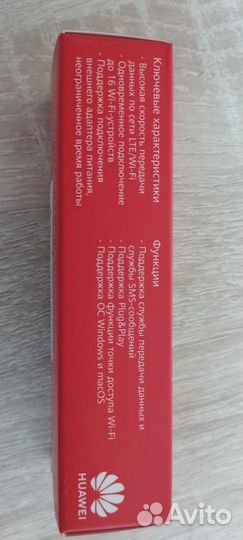 Ключевые характеристики
- Высокая скорость передачи
данных по сети LTE/Wi-Fi
- Одновременное подключение
до 16 Wi-Fi-устройств
- Поддержка подключения
внешнего адаптера питания,
неограниченное время работы
Функции
- Поддержка службы передачи данных и
службы SMS-сообщений
- Поддержка Plug&Play
- Поддержка функции точки доступа Wi-Fi
- Поддержка ОС Windows и macOS
HUAWEI
Avito